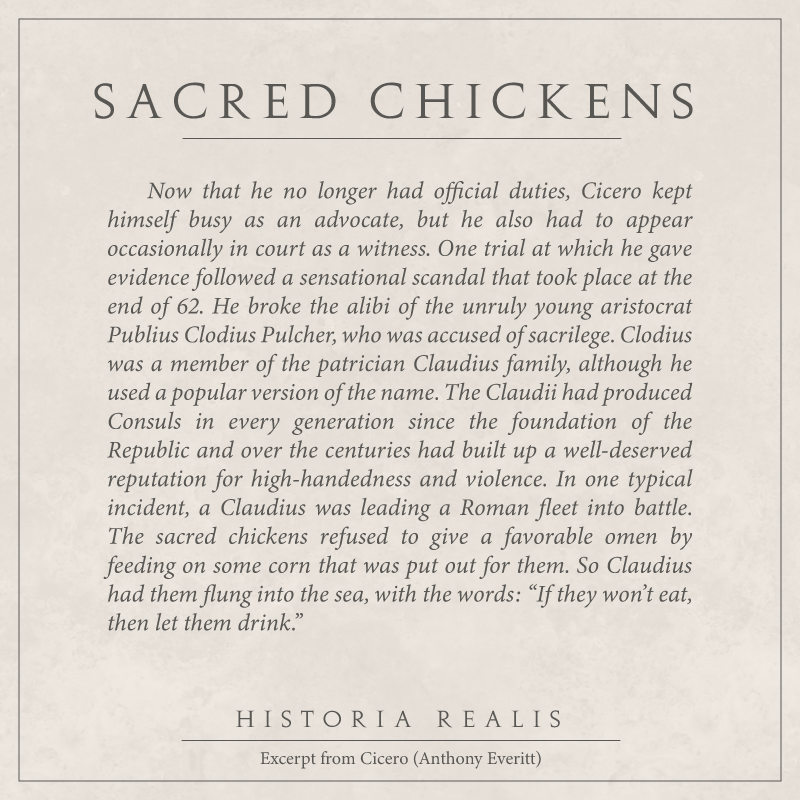 SACRED CHICKENS
Now that he no longer had official duties, Cicero kept
himself busy as an advocate, but he also had to appear
occasionally in court as a witness. One trial at which he gave
evidence followed a sensational scandal that took place at the
end of 62. He broke the alibi of the unruly young aristocrat
Publius Clodius Pulcher, who was accused of sacrilege. Clodius
was a member of the patrician Claudius family, although he
used a popular version of the name. The Claudii had produced
Consuls in every generation since the foundation of the
Republic and over the centuries had built up a well-deserved
reputation for high-handedness and violence. In one typical
incident, a Claudius was leading a Roman fleet into battle.
The sacred chickens refused to give a favorable omen by
feeding on some corn that was put out for them. So Claudius
had them flung into the sea, with the words: “If they won’t eat,
then let them drink.”
HISTORIA REALIS
Excerpt from Cicero (Anthony Everitt)